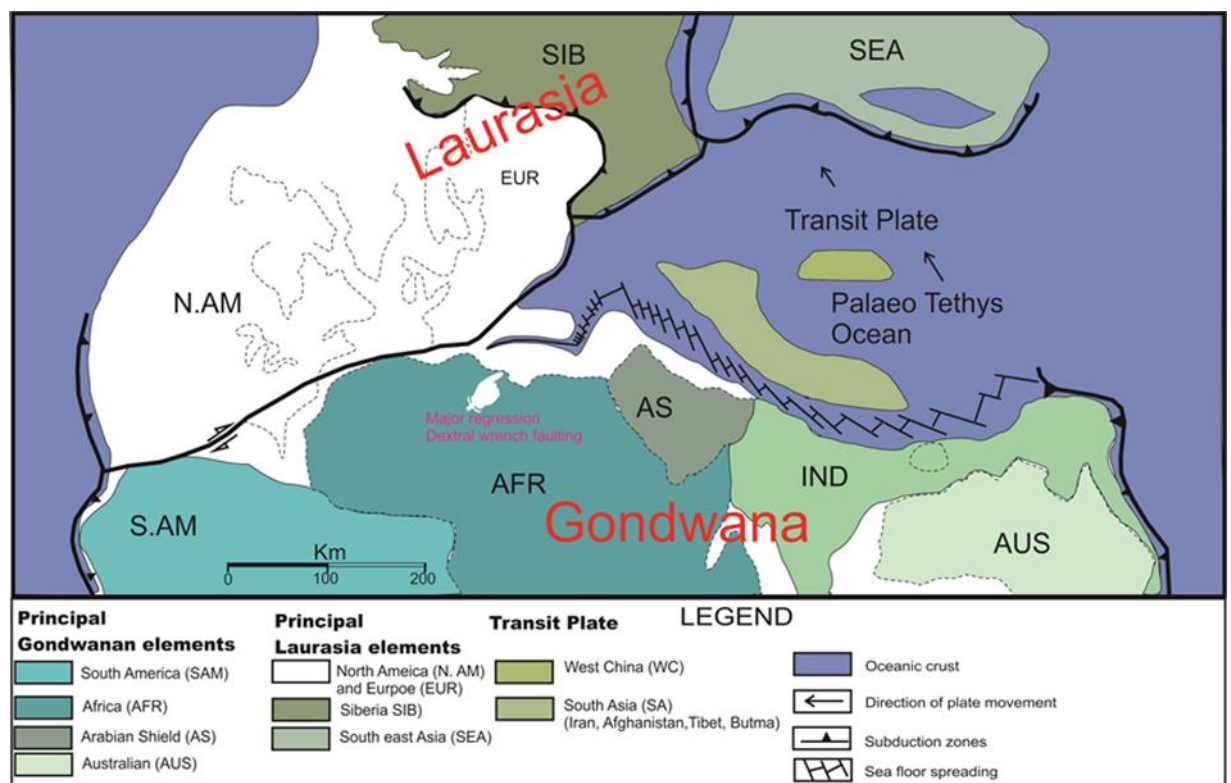 SIB
SEA
Laurasia
EUR
Transit Plate
N.AM
Palaeo Tethys
Ocean
Major regression
Dextral wrench faulting
AS
AFR
IND
S.AM
Gondwana
AUS
Km
0 100 200
LEGEND
Principal
Gondwanan elements
South America (SAM)
Africa (AFR)
Arabian Shield (AS)
Australian (AUS)
Principal
Laurasia elements
North Ameica (N. AM)
and Eurpoe (EUR)
Siberia SIB)
South east Asia (SEA)
Transit Plate
West China (WC)
South Asia (SA)
(Iran, Afghanistan,Tibet, Butma)
Oceanic crust
Direction of plate movement
Subduction zones
Sea floor spreading